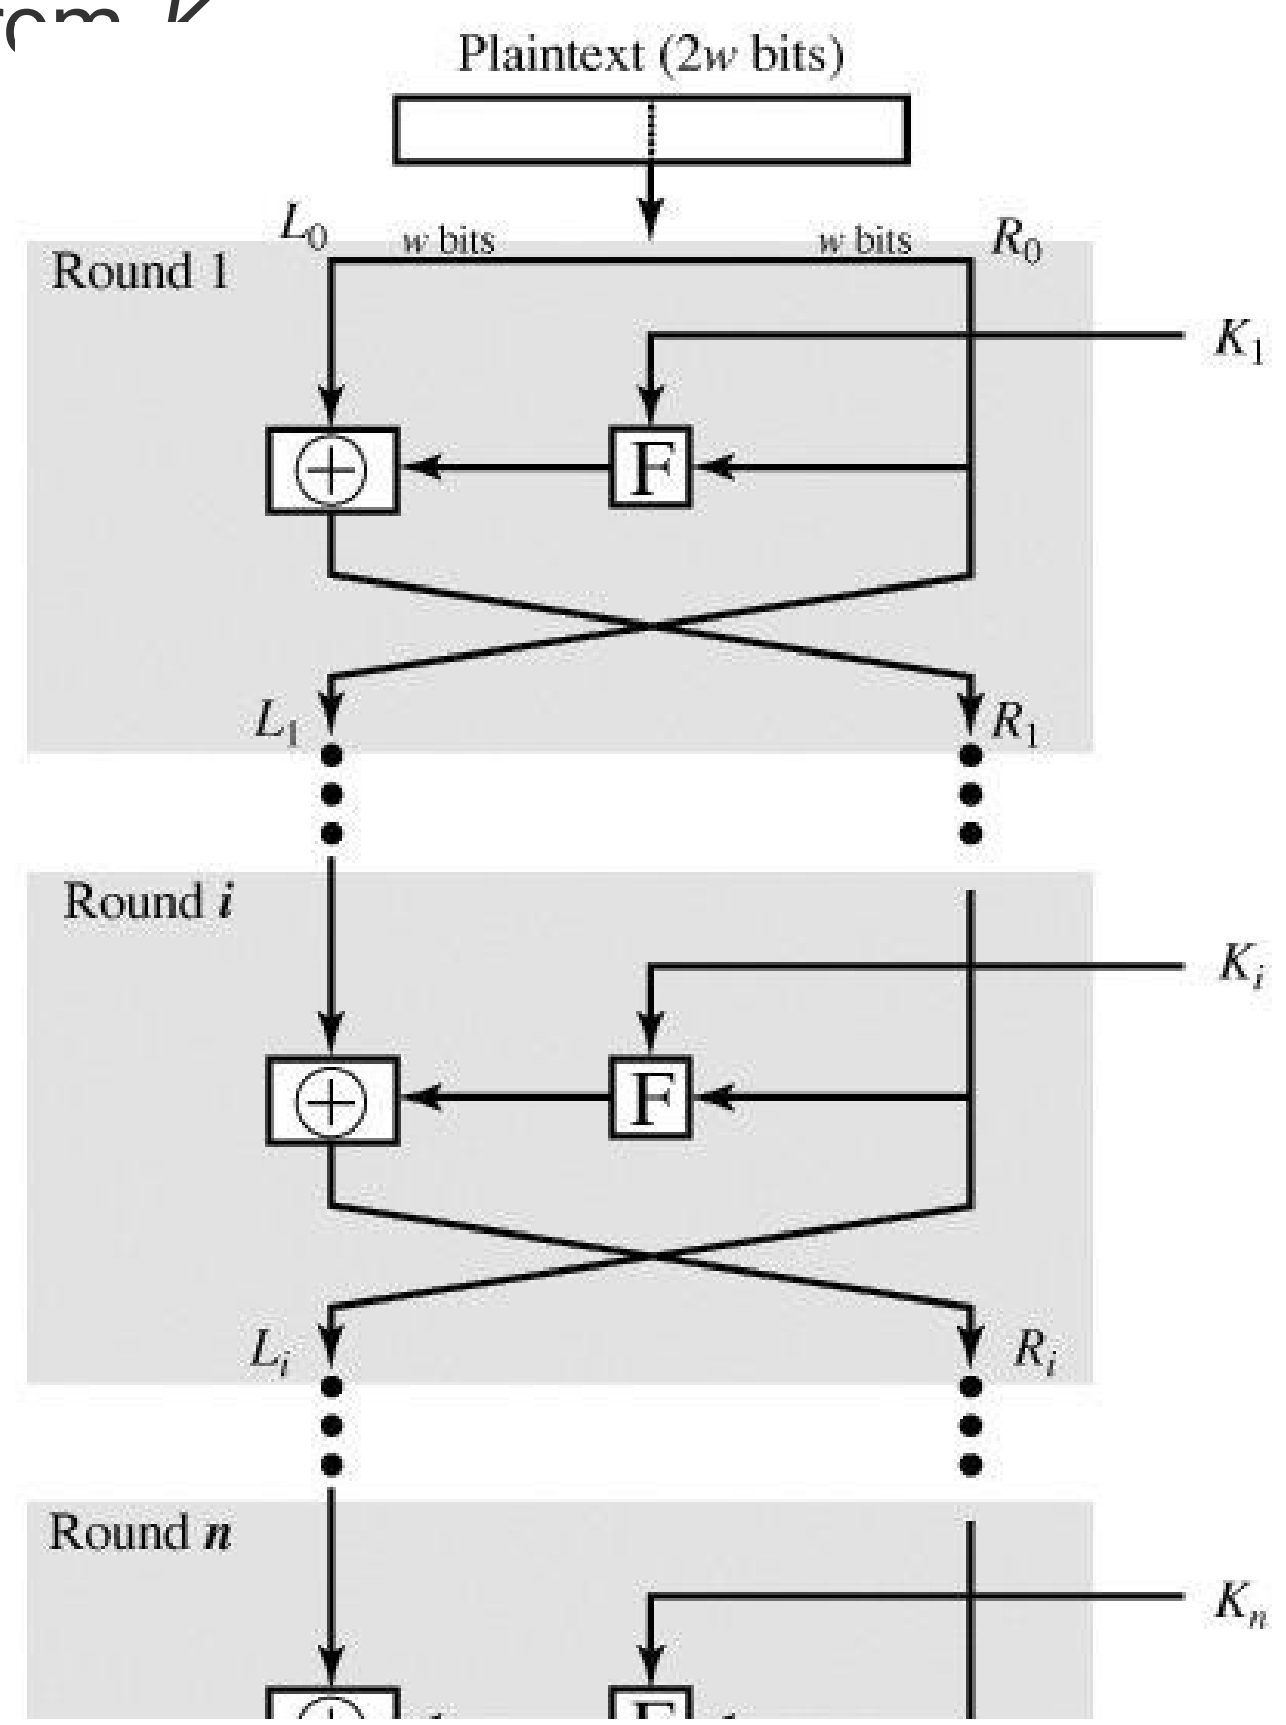 Plaintext (2w bits)
L₀ w bits w bits R₀
Round 1
K₁
F
L₁ R₁
Round i
Kᵢ
F
Lᵢ Rᵢ
Round n
Kₙ
F